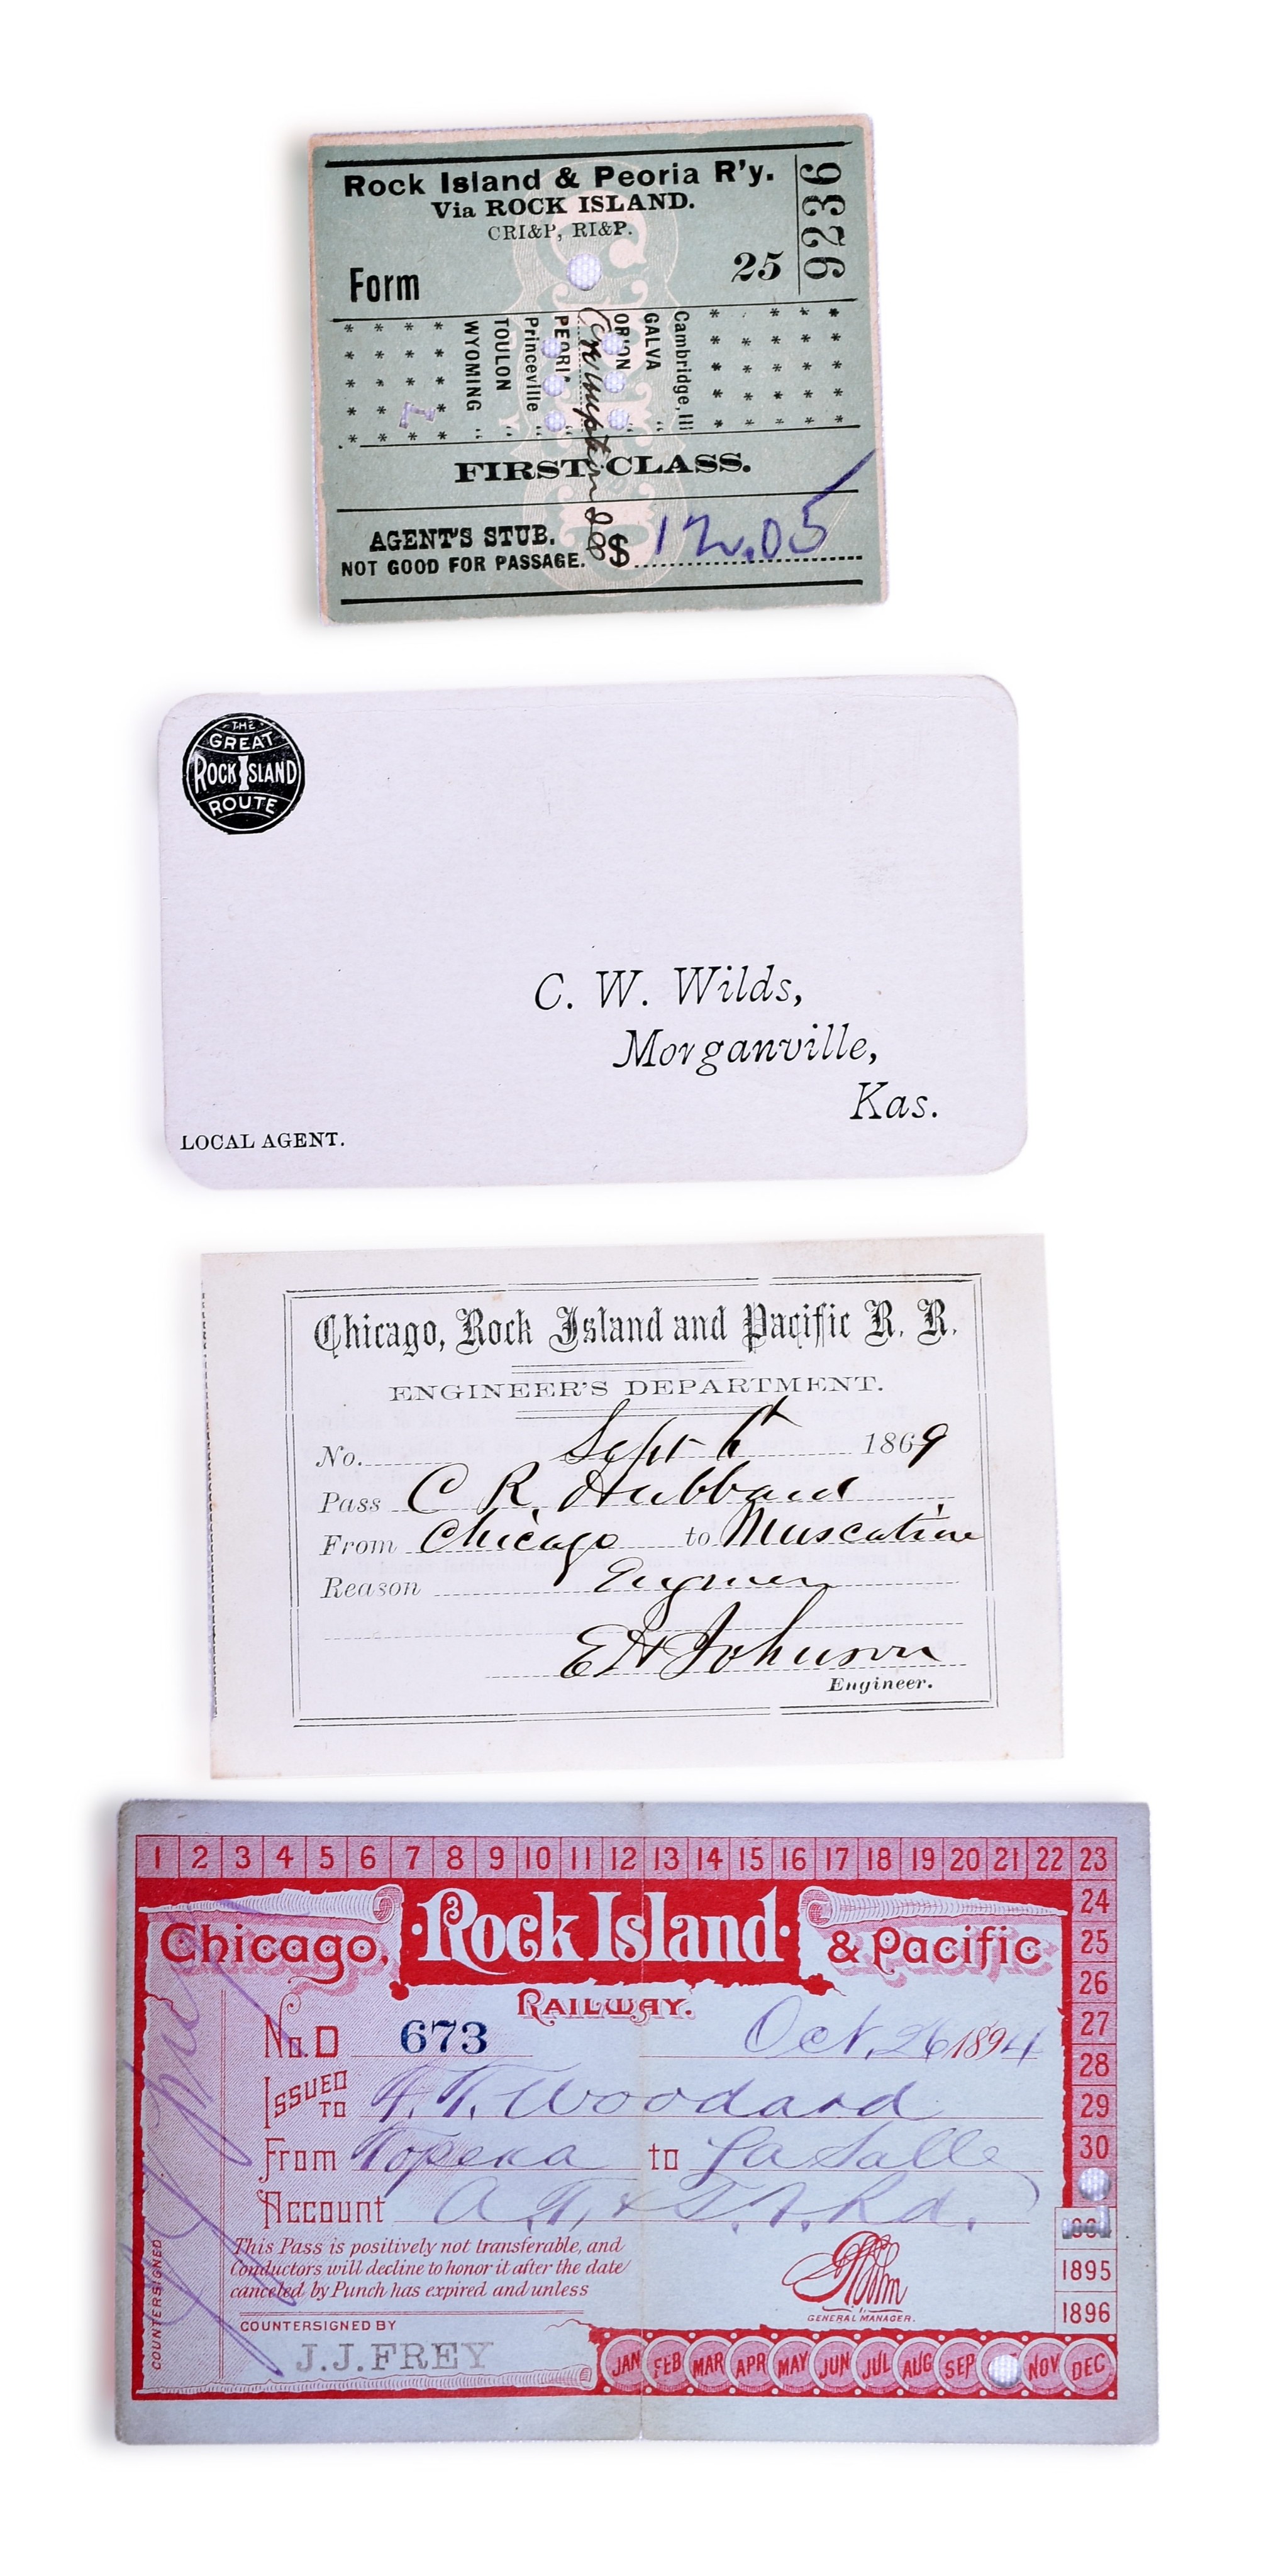 Rock Island & Peoria R'y.
Via ROCK ISLAND.
CRI&P, RI&P.
Form 25
9236
Cambridge, Ill
GALVA "
ORION "
PEORIA "
Princeville "
TOULON "
WYOMING "
FIRST CLASS.
AGENT'S STUB.
NOT GOOD FOR PASSAGE. $ 12.05
THE
GREAT
ROCK ISLAND
ROUTE
C. W. Wilds,
Morganville,
Kas.
LOCAL AGENT.
Chicago, Rock Island and Pacific R. R.
ENGINEER'S DEPARTMENT.
No. Sept 6th 1869
Pass C R. Hubbard
From Chicago to Muscatine
Reason Engineer
E H Johnson
Engineer.
1 2 3 4 5 6 7 8 9 10 11 12 13 14 15 16 17 18 19 20 21 22 23
24
25
26
27
28
29
30
1895
1896
Chicago, Rock Island & Pacific
RAILWAY.
No. D 673 Oct. 26 1894
ISSUED TO F. T. Woodard
From Topeka to La Salle
Account A. T. & S. F. Rd.
This Pass is positively not transferable, and
Conductors will decline to honor it after the date
canceled by Punch has expired and unless
COUNTERSIGNED BY
J.J. FREY
GENERAL MANAGER.
COUNTERSIGNED
JAN FEB MAR APR MAY JUN JUL AUG SEP NOV DEC